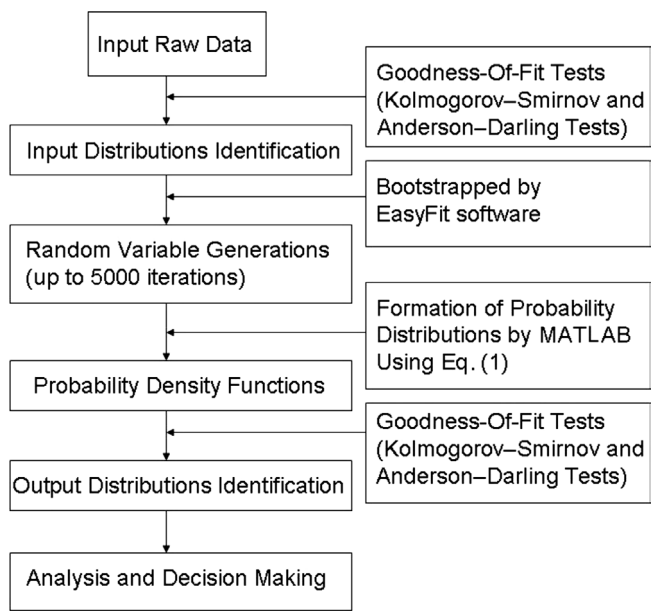 Input Raw Data
Goodness-Of-Fit Tests
(Kolmogorov–Smirnov and
Anderson–Darling Tests)
Input Distributions Identification
Bootstrapped by
EasyFit software
Random Variable Generations
(up to 5000 iterations)
Formation of Probability
Distributions by MATLAB
Using Eq. (1)
Probability Density Functions
Goodness-Of-Fit Tests
(Kolmogorov–Smirnov and
Anderson–Darling Tests)
Output Distributions Identification
Analysis and Decision Making